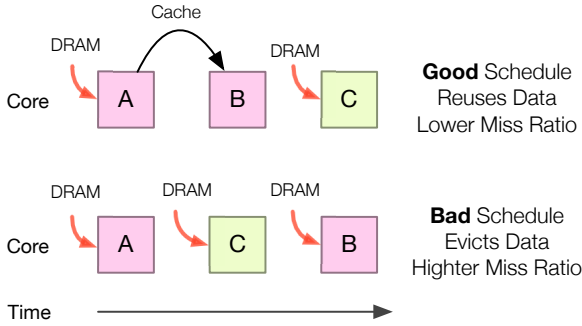 Cache
DRAM
DRAM
Core
A
B
C
Good Schedule
Reuses Data
Lower Miss Ratio
DRAM
DRAM
DRAM
Core
A
C
B
Bad Schedule
Evicts Data
Highter Miss Ratio
Time